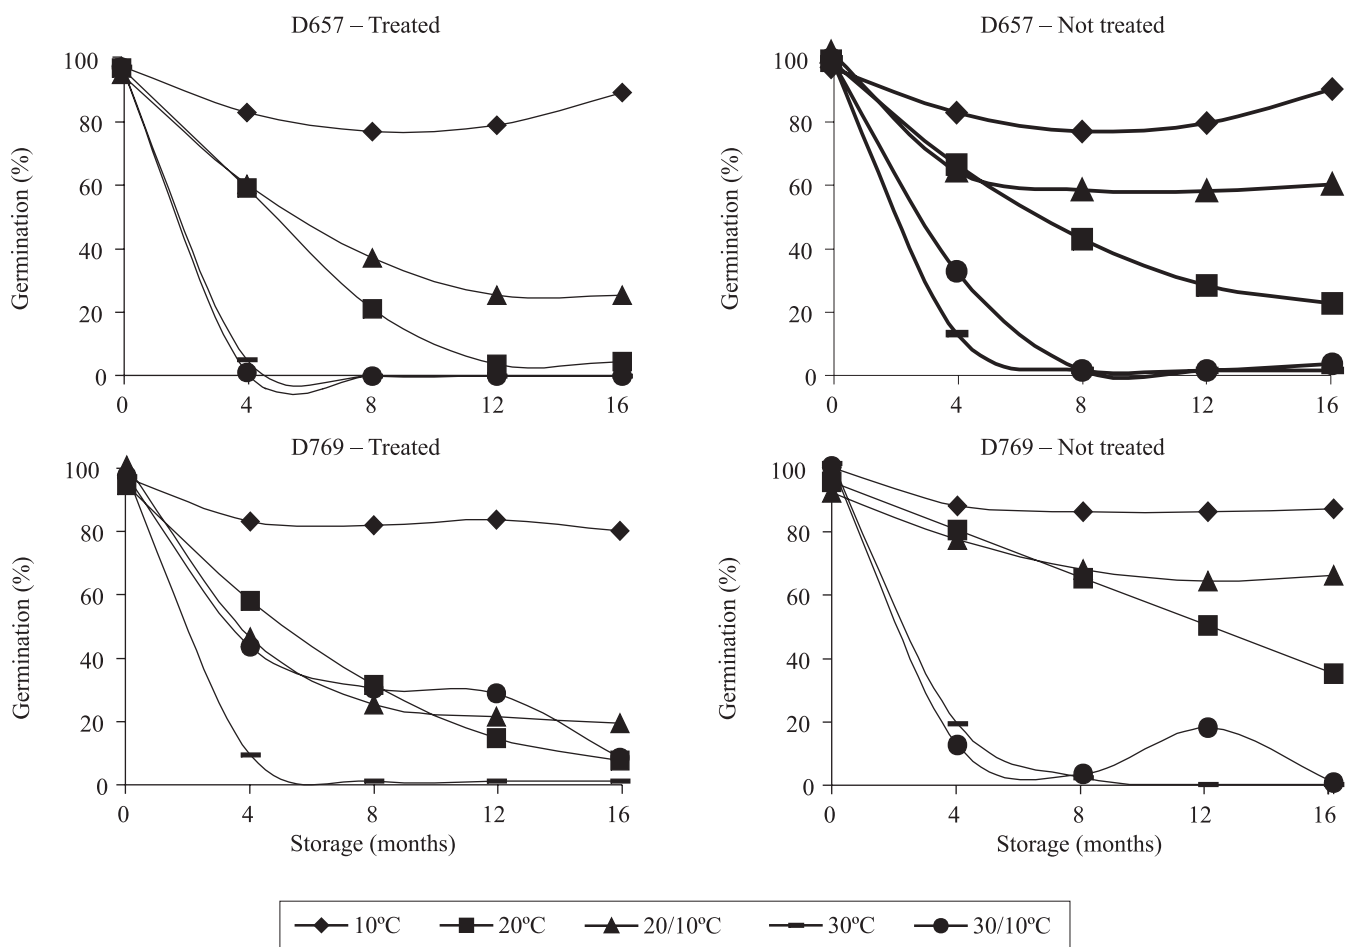 D657 – Treated
Germination (%)
100
80
60
40
20
0
0 4 8 12 16
D657 – Not treated
Germination (%)
100
80
60
40
20
0
0 4 8 12 16
D769 – Treated
Germination (%)
100
80
60
40
20
0
0 4 8 12 16
Storage (months)
D769 – Not treated
Germination (%)
100
80
60
40
20
0
0 4 8 12 16
Storage (months)
10ºC 20ºC 20/10ºC 30ºC 30/10ºC